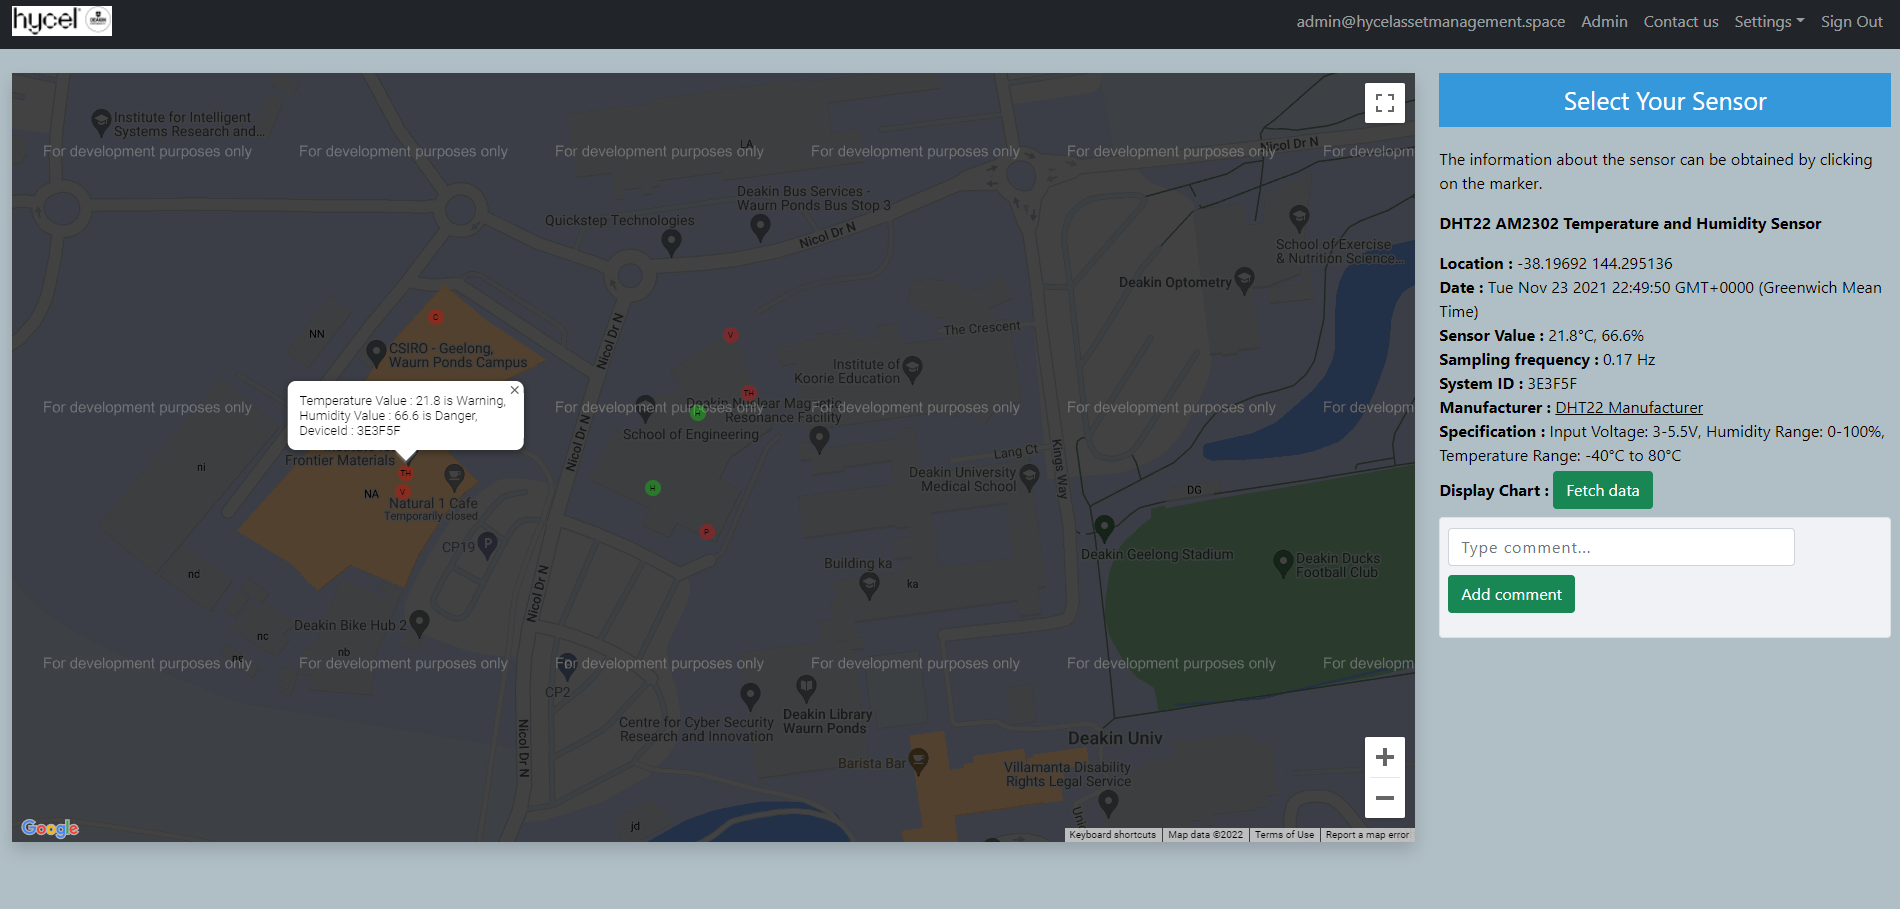 hycel DEAKIN
admin@hycelassetmanagement.space Admin Contact us Settings Sign Out
Institute for Intelligent
Systems Research and...
For development purposes only For development purposes only For development purposes only For development purposes only For development purposes only For developm
LA
Nicol Dr N
Deakin Bus Services -
Waurn Ponds Bus Stop 3
Quickstep Technologies
Nicol Dr N
School of Exercise
& Nutrition Science...
Deakin Optometry
C
NN
CSIRO - Geelong,
Waurn Ponds Campus
Nicol Dr N
V
The Crescent
Institute of
Koorie Education
Temperature Value : 21.8 is Warning,
Humidity Value : 66.6 is Danger,
DeviceId : 3E3F5F
TH
For development purposes only For development purposes only For development purposes only For development purposes only For developm
Deakin Nuclear Magnetic
Resonance Facility
H
School of Engineering
Nicol Dr N
Kings Way
Lang Ct
Frontier Materials
ni
TH
V
NA
Natural 1 Cafe
Temporarily closed
Deakin University
Medical School
DG
H
P
CP19
P
Deakin Geelong Stadium
Deakin Ducks
Football Club
Building ka
ka
nd
Nicol Dr N
Deakin Bike Hub 2
nc
nb
For development purposes only For development purposes only For development purposes only For development purposes only For development purposes only For developm
CP2
Centre for Cyber Security
Research and Innovation
Deakin Library
Waurn Ponds
Nicol Dr N
Deakin Univ
Barista Bar
Villamanta Disability
Rights Legal Service
jd
Google
Keyboard shortcuts Map data ©2022 Terms of Use Report a map error
Select Your Sensor
The information about the sensor can be obtained by clicking
on the marker.
DHT22 AM2302 Temperature and Humidity Sensor
Location : -38.19692 144.295136
Date : Tue Nov 23 2021 22:49:50 GMT+0000 (Greenwich Mean
Time)
Sensor Value : 21.8°C, 66.6%
Sampling frequency : 0.17 Hz
System ID : 3E3F5F
Manufacturer : DHT22 Manufacturer
Specification : Input Voltage: 3-5.5V, Humidity Range: 0-100%,
Temperature Range: -40°C to 80°C
Display Chart : Fetch data
Type comment...
Add comment